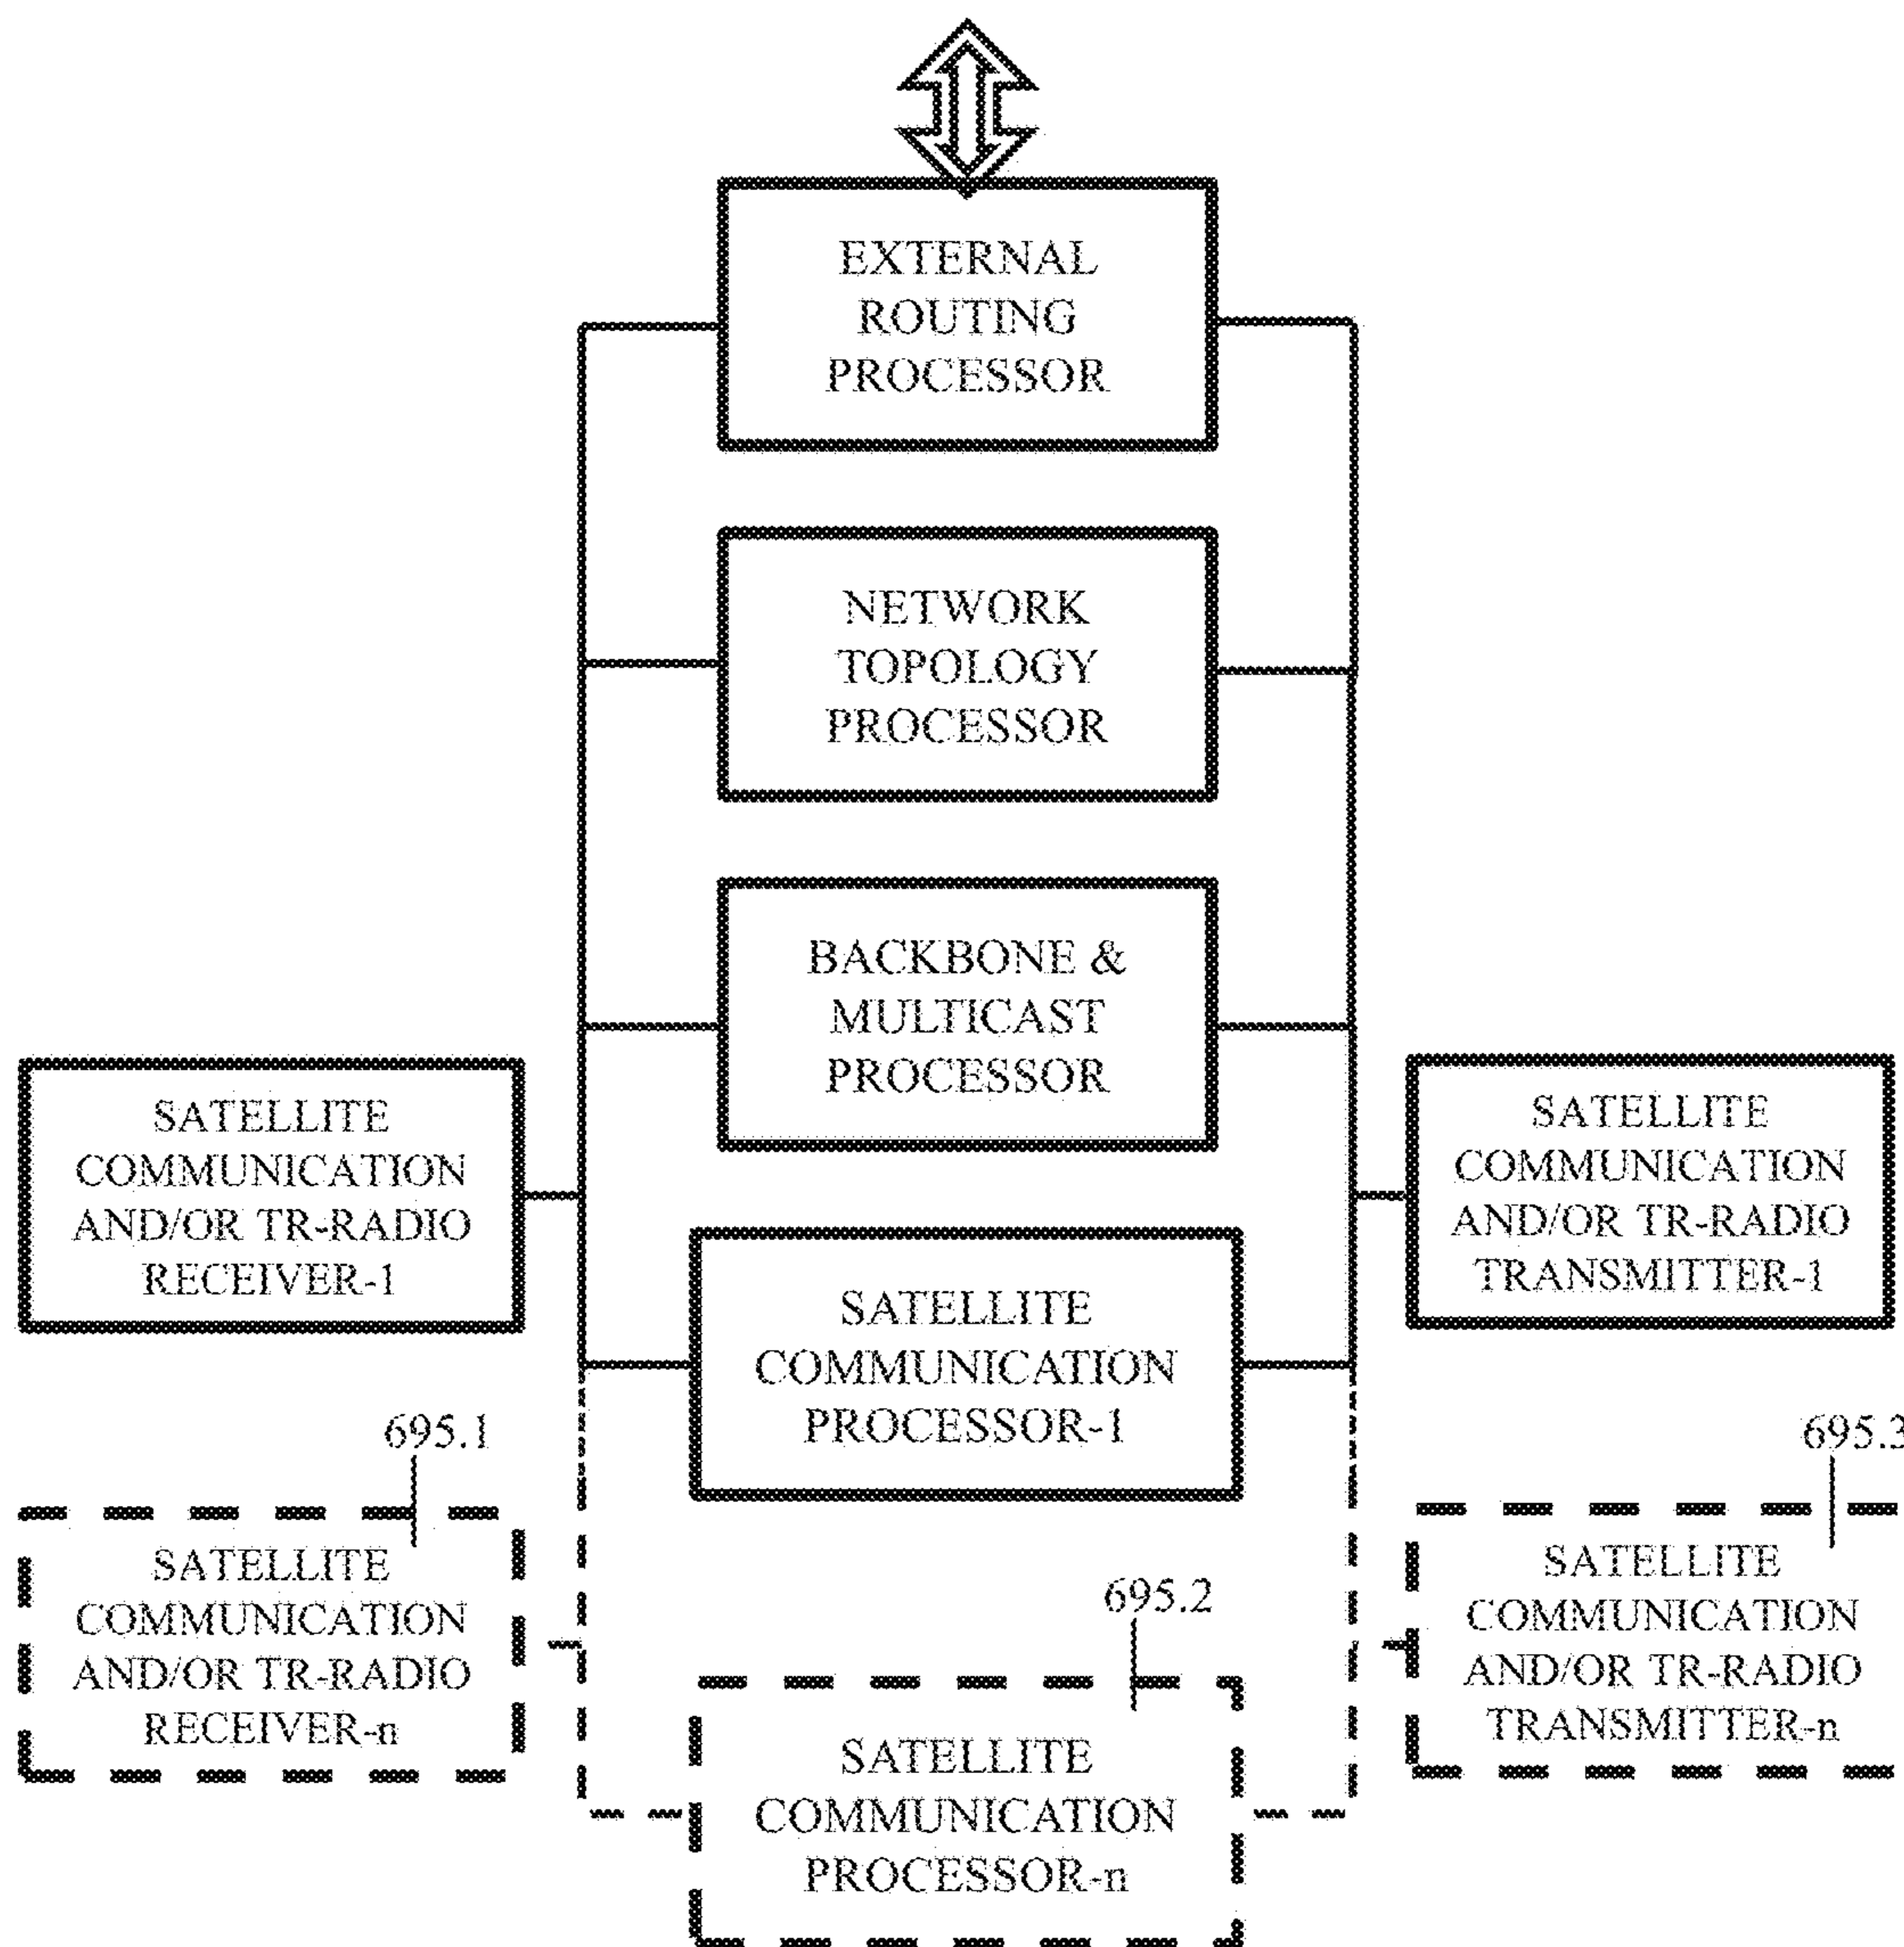 EXTERNAL
ROUTING
PROCESSOR
NETWORK
TOPOLOGY
PROCESSOR
BACKBONE &
MULTICAST
PROCESSOR
SATELLITE
COMMUNICATION
AND/OR TR-RADIO
RECEIVER-1
SATELLITE
COMMUNICATION
AND/OR TR-RADIO
TRANSMITTER-1
SATELLITE
COMMUNICATION
PROCESSOR-1
695.1
SATELLITE
COMMUNICATION
AND/OR TR-RADIO
RECEIVER-n
695.2
SATELLITE
COMMUNICATION
PROCESSOR-n
695.3
SATELLITE
COMMUNICATION
AND/OR TR-RADIO
TRANSMITTER-n